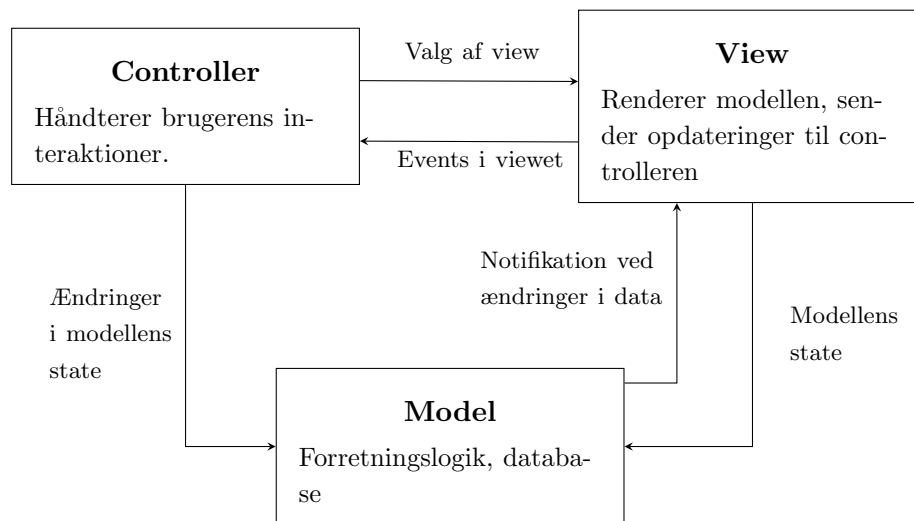 Controller
Håndterer brugerens in-
teraktioner.
Valg af view
Events i viewet
View
Renderer modellen, sen-
der opdateringer til con-
trolleren
Ændringer
i modellens
state
Notifikation ved
ændringer i data
Modellens
state
Model
Forretningslogik, databa-
se